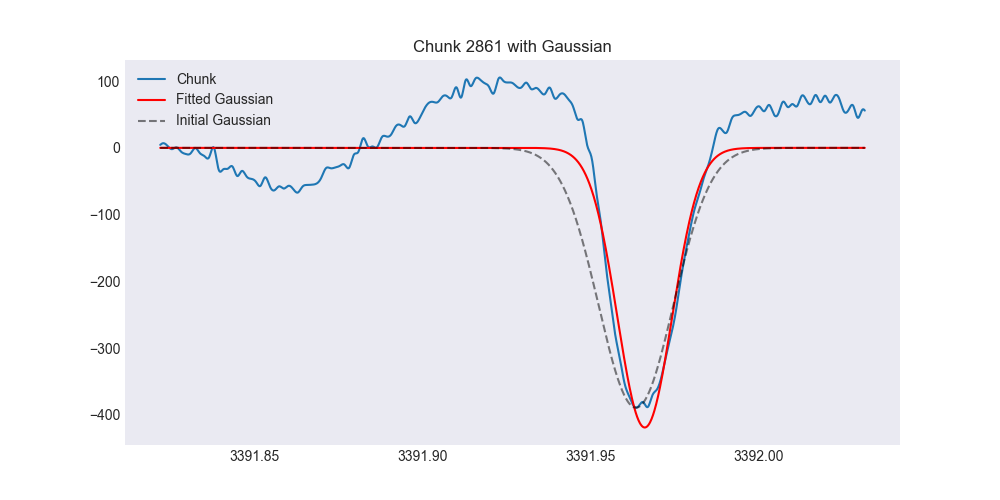 Chunk 2861 with Gaussian
Chunk
Fitted Gaussian
Initial Gaussian
100
0
−100
−200
−300
−400
3391.85
3391.90
3391.95
3392.00